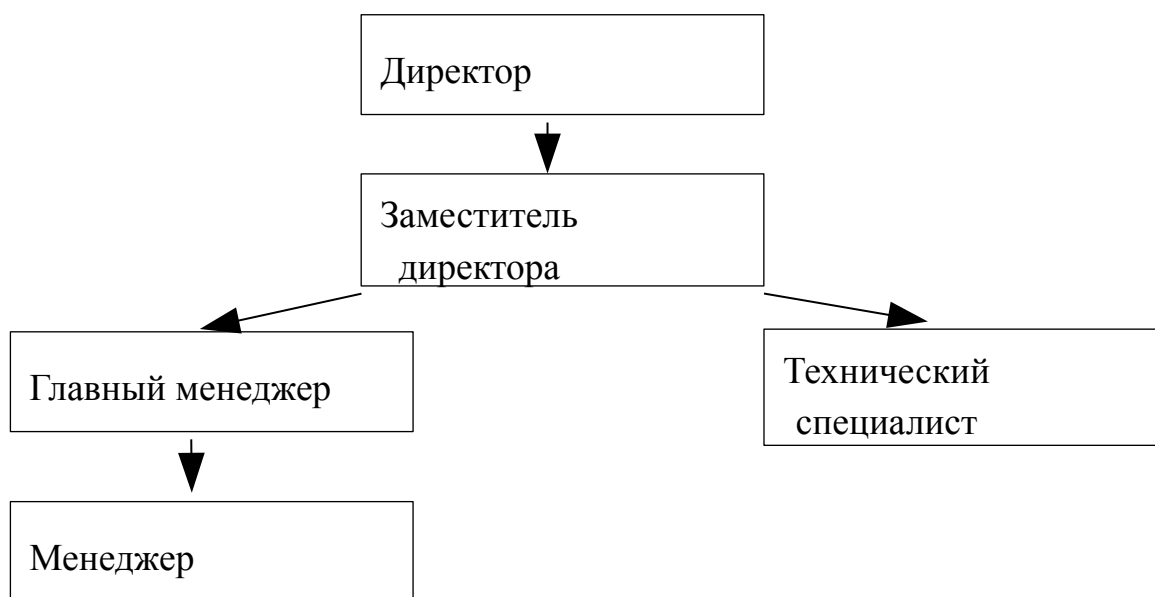 Директор
Заместитель
директора
Главный менеджер
Технический
специалист
Менеджер